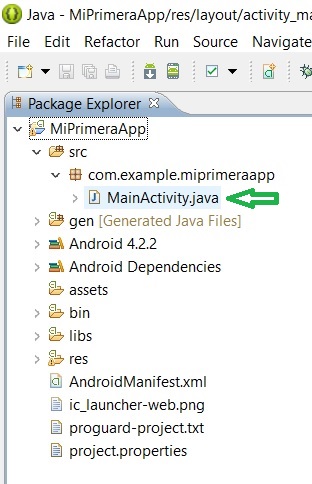 Java - MiPrimeraApp/res/layout/activity_ma
File Edit Refactor Run Source Navigate
Package Explorer
MiPrimeraApp
src
com.example.miprimeraapp
MainActivity.java
gen [Generated Java Files]
Android 4.2.2
Android Dependencies
assets
bin
libs
res
AndroidManifest.xml
ic_launcher-web.png
proguard-project.txt
project.properties